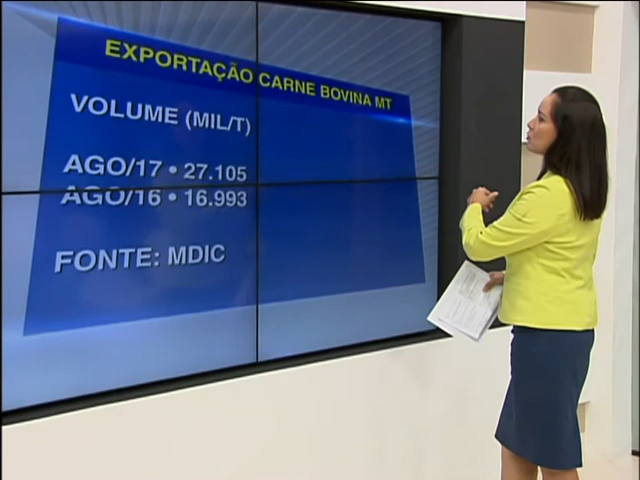 EXPORTAÇÃO CARNE BOVINA MT
VOLUME (MIL/T)
AGO/17 • 27.105
AGO/16 • 16.993
FONTE: MDIC